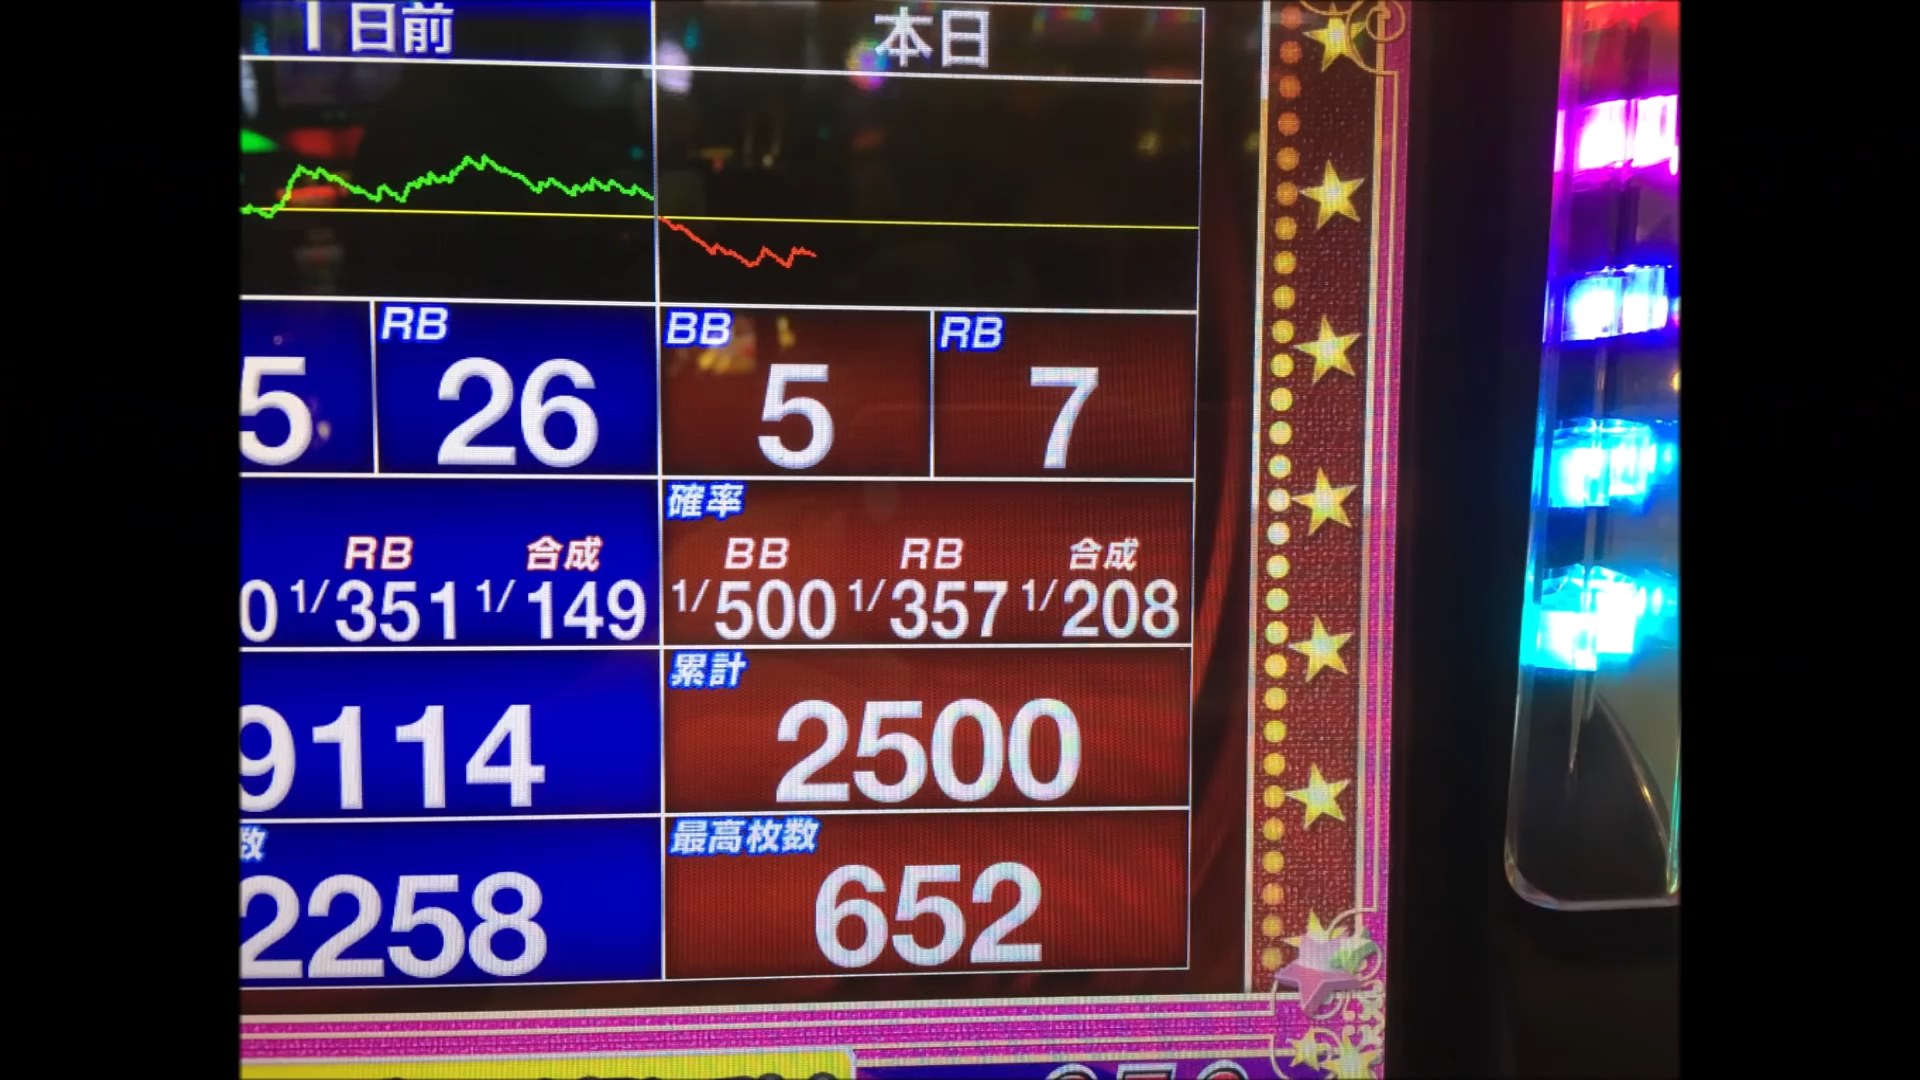 1日前 本日
RB BB RB
5 26 5 7
確率
RB 合成 BB RB 合成
0 1/351 1/149 1/500 1/357 1/208
累計
9114 2500
数 最高枚数
2258 652